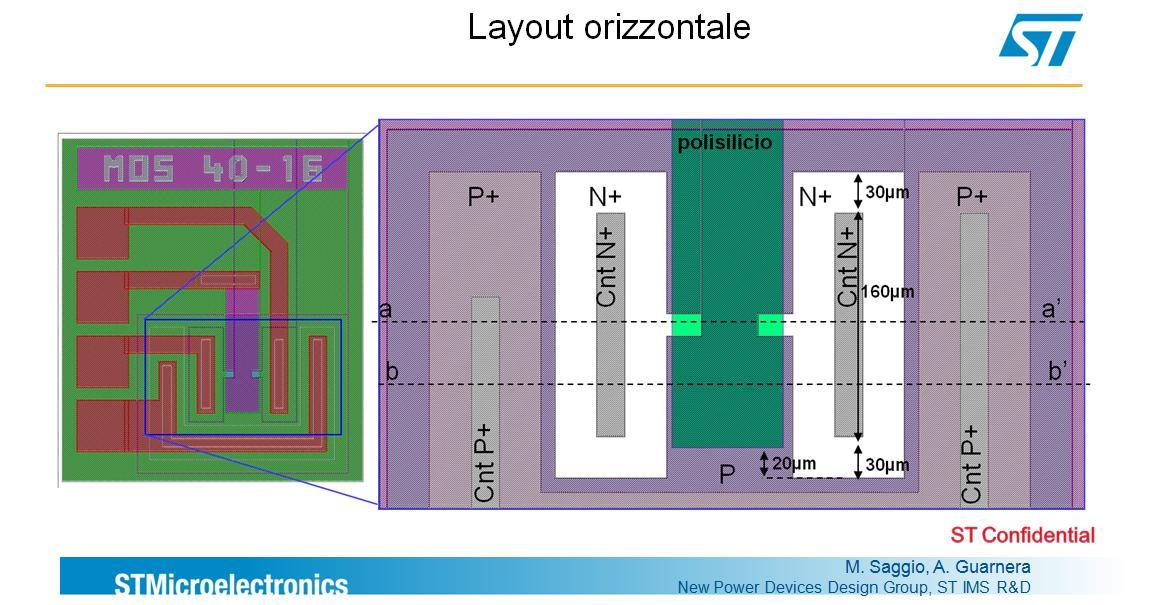 Layout orizzontale
ST
MOS 40-16
polisilicio
P+
N+
N+
P+
30µm
Cnt N+
Cnt N+
160µm
a
a’
b
b’
Cnt P+
Cnt P+
P
20µm
30µm
ST Confidential
STMicroelectronics
M. Saggio, A. Guarnera
New Power Devices Design Group, ST IMS R&D